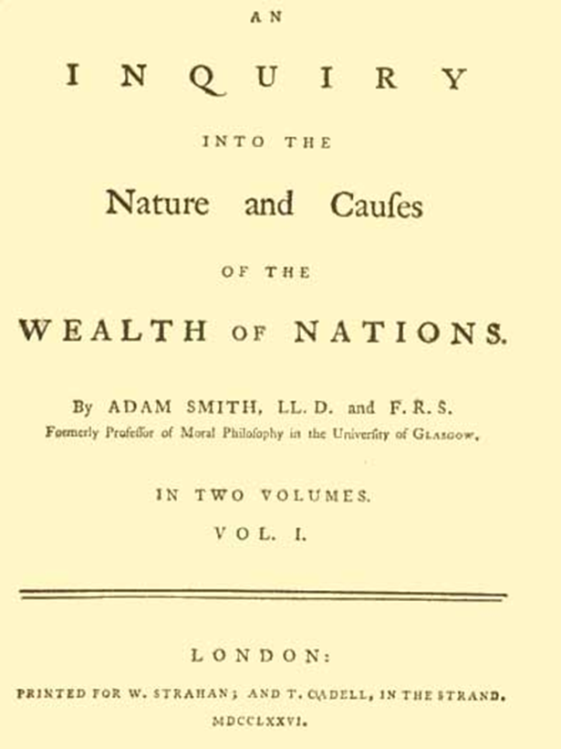 AN
INQUIRY
INTO THE
Nature and Cauſes
OF THE
WEALTH OF NATIONS.
By ADAM SMITH, LL. D. and F. R. S.
Formerly Profeſſor of Moral Philoſophy in the Univerſity of GLASGOW.
IN TWO VOLUMES.
VOL. I.
LONDON:
PRINTED FOR W. STRAHAN; AND T. CADELL, IN THE STRAND.
MDCCLXXVI.